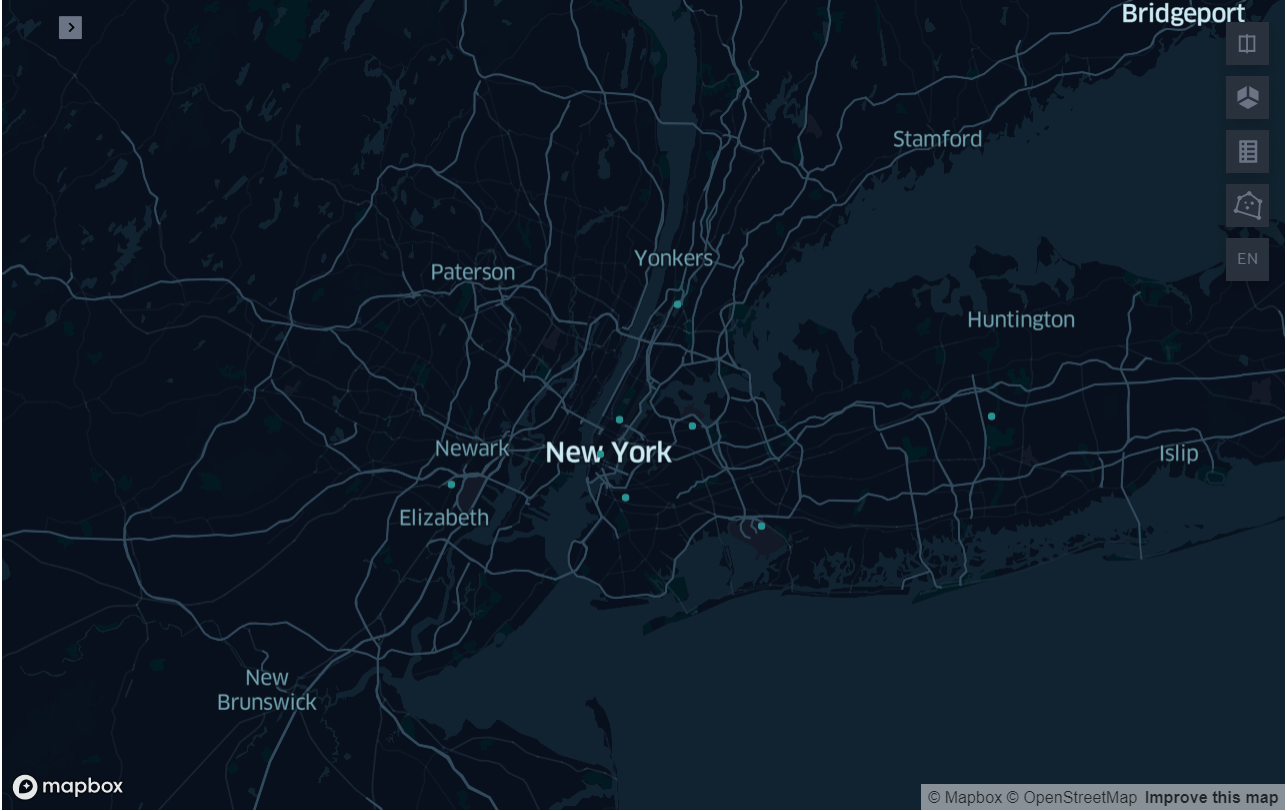 Bridgeport
Stamford
Yonkers
Paterson
EN
Huntington
Newark
New York
Islip
Elizabeth
New
Brunswick
mapbox
© Mapbox © OpenStreetMap Improve this map